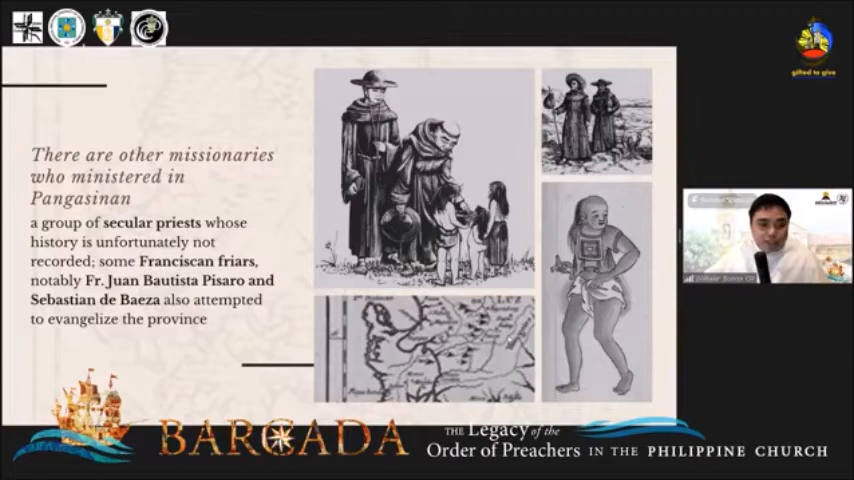 gifted to give
There are other missionaries
who ministered in
Pangasinan
a group of secular priests whose
history is unfortunately not
recorded; some Franciscan friars,
notably Fr. Juan Bautista Pisaro and
Sebastian de Baeza also attempted
to evangelize the province
BARCADA
THE Legacy of the
Order of Preachers IN THE PHILIPPINE CHURCH